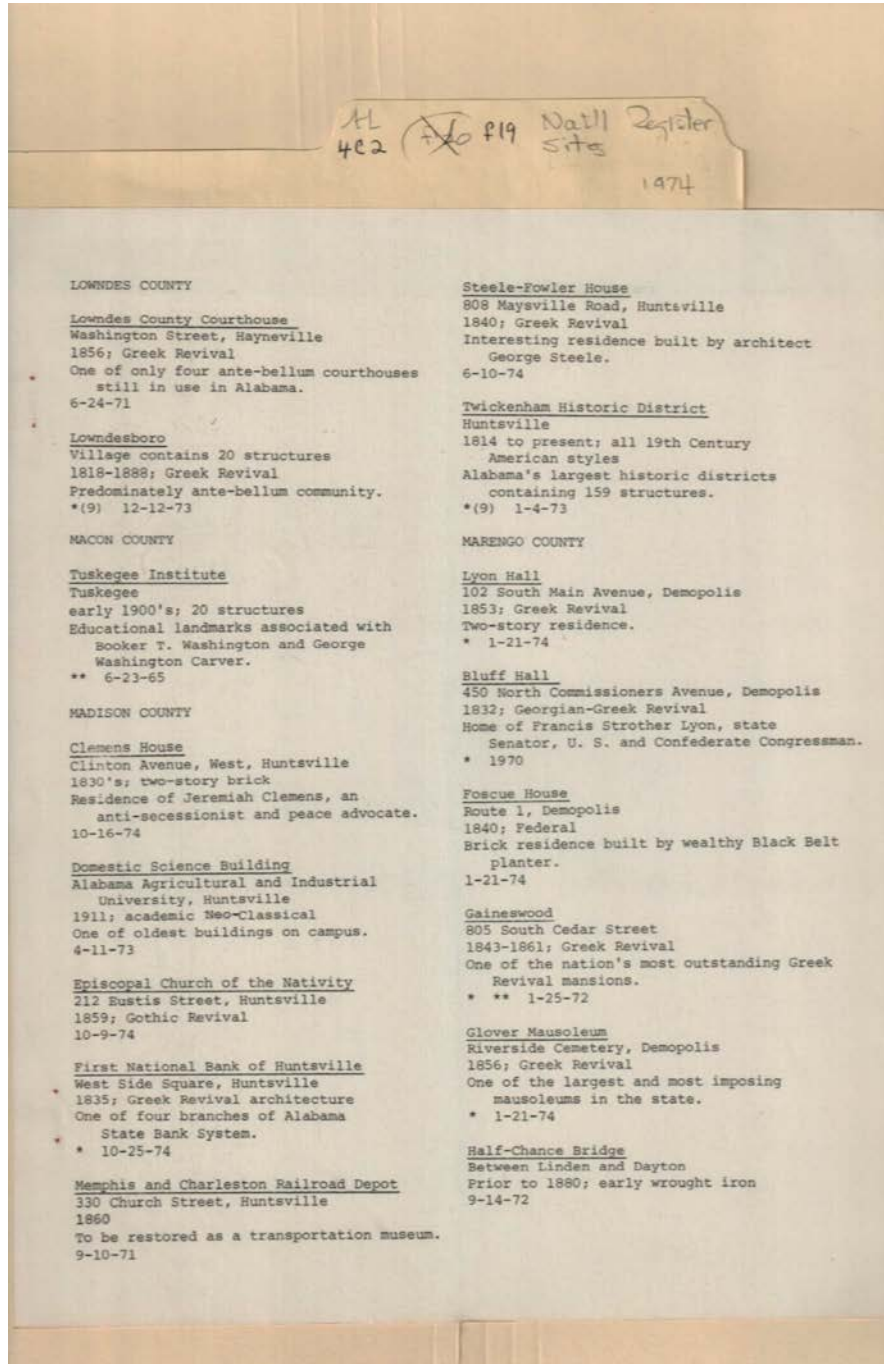 AL
4C2 f19 Nat'll Register
Sites
1974
LOWNDES COUNTY
Lowndes County Courthouse
Washington Street, Hayneville
1856; Greek Revival
One of only four ante-bellum courthouses
still in use in Alabama.
6-24-71
Lowndesboro
Village contains 20 structures
1818-1888; Greek Revival
Predominately ante-bellum community.
*(9) 12-12-73
MACON COUNTY
Tuskegee Institute
Tuskegee
early 1900's; 20 structures
Educational landmarks associated with
Booker T. Washington and George
Washington Carver.
** 6-23-65
MADISON COUNTY
Clemens House
Clinton Avenue, West, Huntsville
1830's; two-story brick
Residence of Jeremiah Clemens, an
anti-secessionist and peace advocate.
10-16-74
Domestic Science Building
Alabama Agricultural and Industrial
University, Huntsville
1911; academic Neo-Classical
One of oldest buildings on campus.
4-11-73
Episcopal Church of the Nativity
212 Eustis Street, Huntsville
1859; Gothic Revival
10-9-74
First National Bank of Huntsville
West Side Square, Huntsville
1835; Greek Revival architecture
One of four branches of Alabama
State Bank System.
* 10-25-74
Memphis and Charleston Railroad Depot
330 Church Street, Huntsville
1860
To be restored as a transportation museum.
9-10-71
Steele-Fowler House
808 Maysville Road, Huntsville
1840; Greek Revival
Interesting residence built by architect
George Steele.
6-10-74
Twickenham Historic District
Huntsville
1814 to present; all 19th Century
American styles
Alabama's largest historic districts
containing 159 structures.
*(9) 1-4-73
MARENGO COUNTY
Lyon Hall
102 South Main Avenue, Demopolis
1853; Greek Revival
Two-story residence.
* 1-21-74
Bluff Hall
450 North Commissioners Avenue, Demopolis
1832; Georgian-Greek Revival
Home of Francis Strother Lyon, state
Senator, U. S. and Confederate Congressman.
* 1970
Foscue House
Route 1, Demopolis
1840; Federal
Brick residence built by wealthy Black Belt
planter.
1-21-74
Gaineswood
805 South Cedar Street
1843-1861; Greek Revival
One of the nation's most outstanding Greek
Revival mansions.
* ** 1-25-72
Glover Mausoleum
Riverside Cemetery, Demopolis
1856; Greek Revival
One of the largest and most imposing
mausoleums in the state.
* 1-21-74
Half-Chance Bridge
Between Linden and Dayton
Prior to 1880; early wrought iron
9-14-72